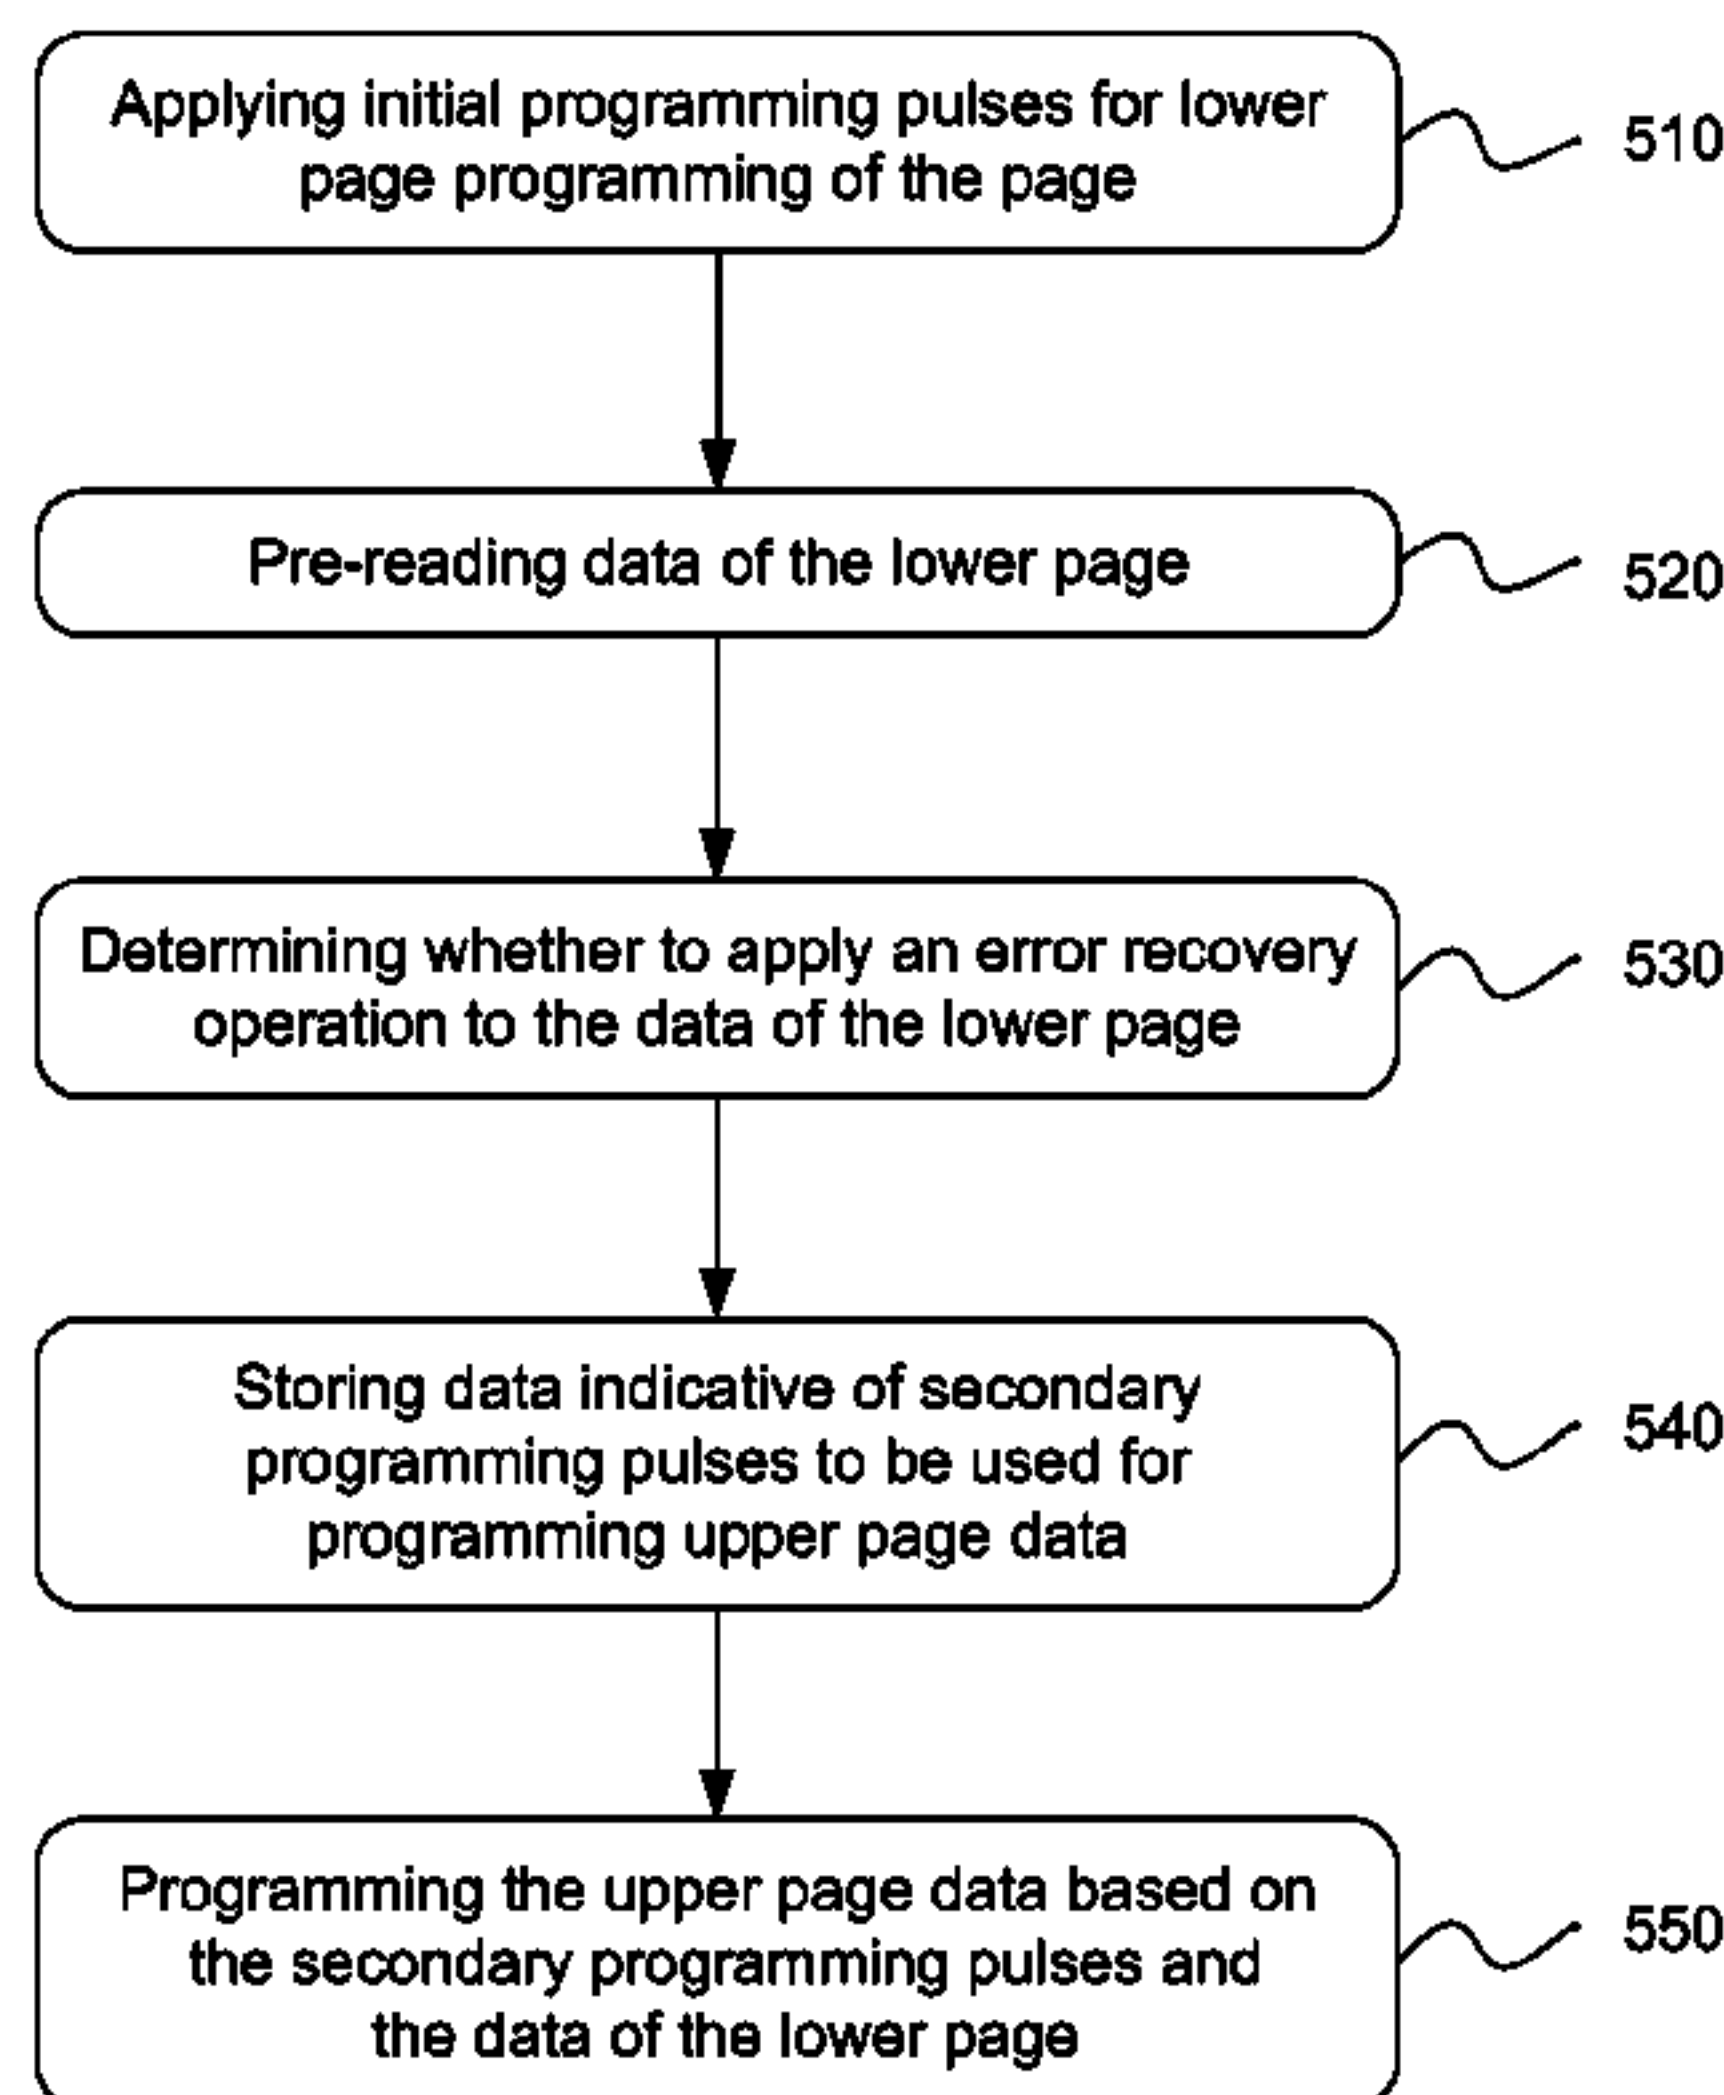 Applying initial programming pulses for lower
page programming of the page
510
Pre-reading data of the lower page
520
Determining whether to apply an error recovery
operation to the data of the lower page
530
Storing data indicative of secondary
programming pulses to be used for
programming upper page data
540
Programming the upper page data based on
the secondary programming pulses and
the data of the lower page
550